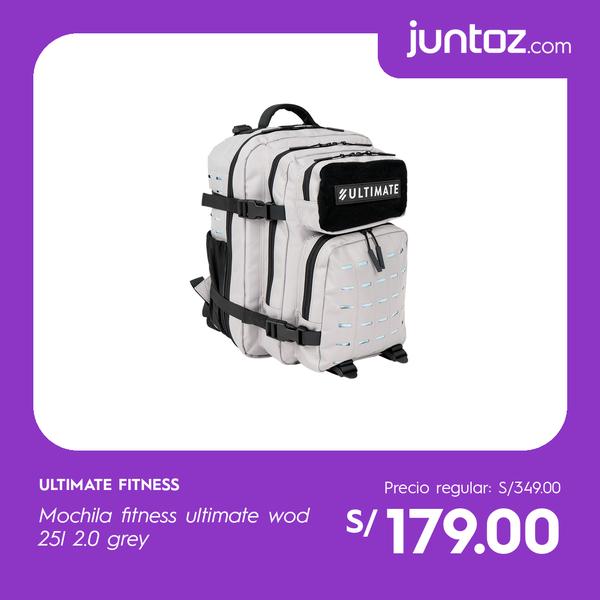 juntoz.com
ULTIMATE
ULTIMATE FITNESS
Mochila fitness ultimate wod
25l 2.0 grey
Precio regular: S/349.00
S/179.00